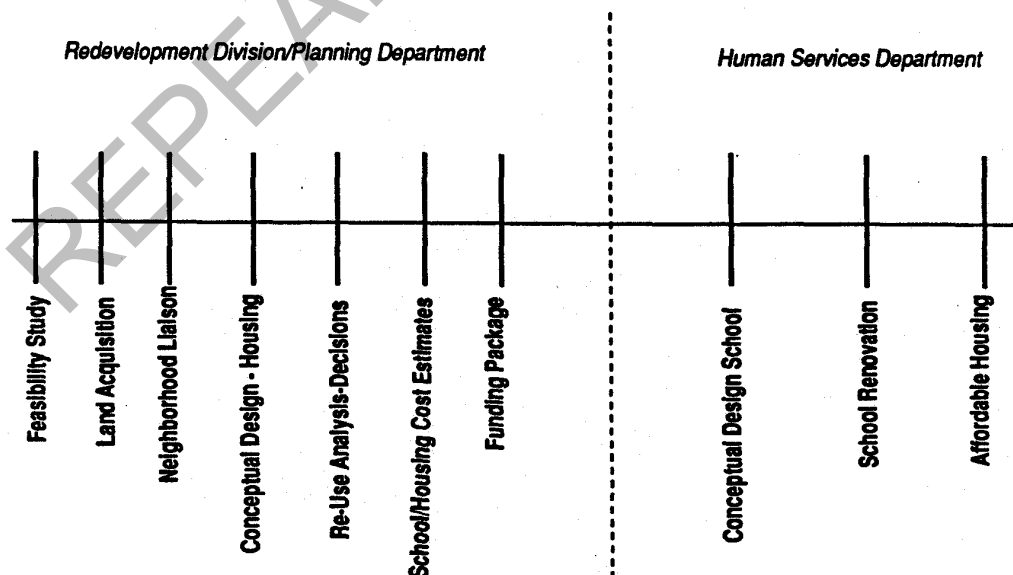 Redevelopment Division/Planning Department
Human Services Department
Feasibility Study
Land Acquisition
Neighborhood Liaison
Conceptual Design - Housing
Re-Use Analysis-Decisions
School/Housing Cost Estimates
Funding Package
Conceptual Design School
School Renovation
Affordable Housing